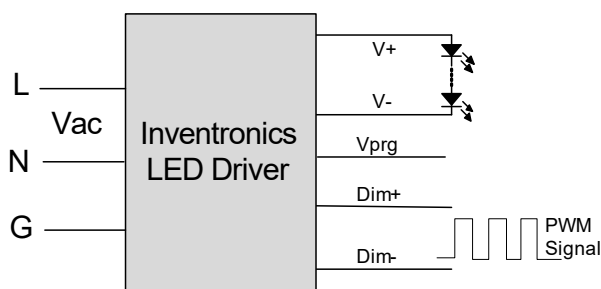 L
Vac
N
G
Inventronics
LED Driver
V+
V-
Vprg
Dim+
Dim-
PWM
Signal